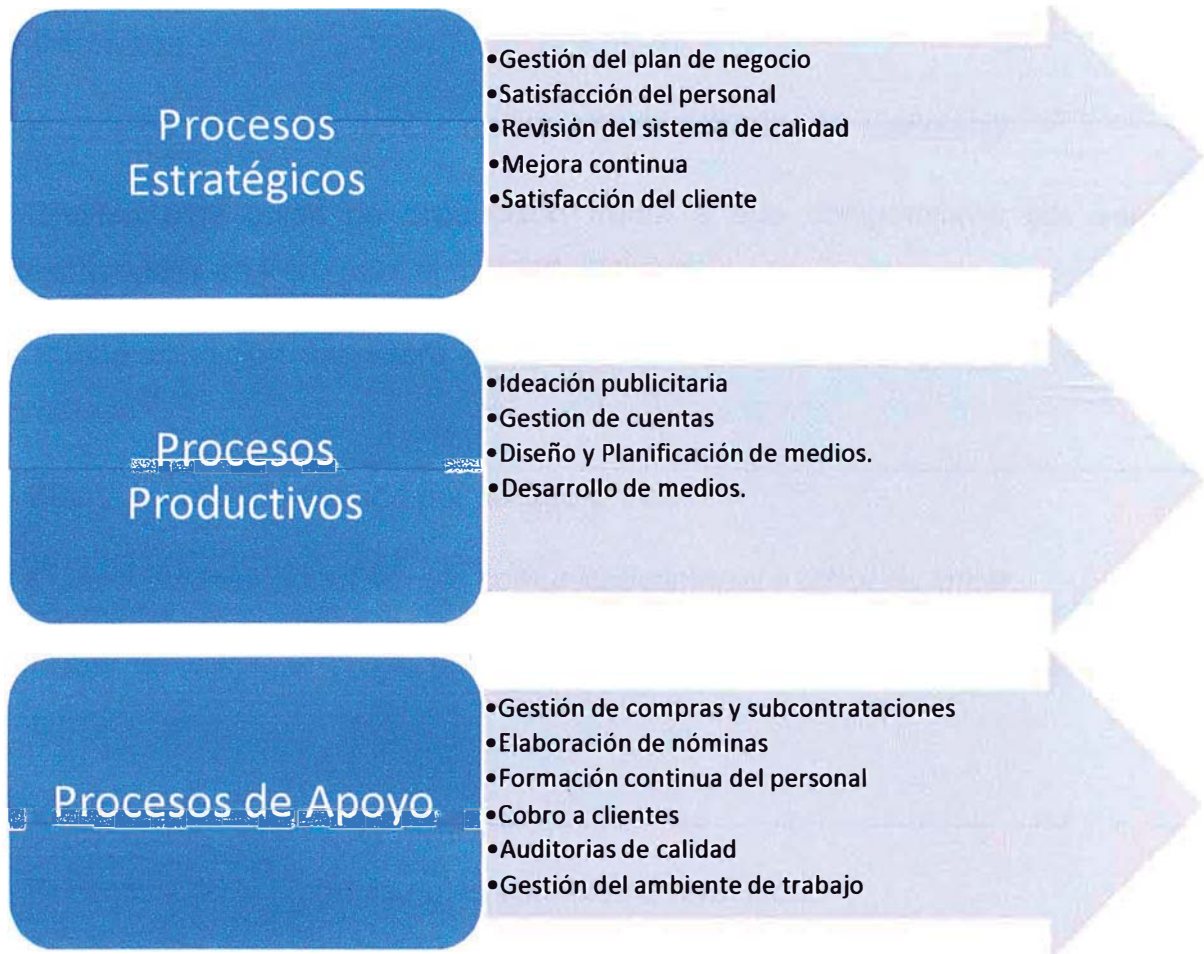 Procesos
Estratégicos
•Gestión del plan de negocio
•Satisfacción del personal
•Revisiòn del sistema de calidad
•Mejora continua
•Satisfacción del cliente
Procesos
Productivos
•Ideación publicitaria
•Gestion de cuentas
•Diseño y Planificación de medios.
•Desarrollo de medios.
Procesos de Apoyo
•Gestión de compras y subcontrataciones
•Elaboración de nóminas
•Formación continua del personal
•Cobro a clientes
•Auditorias de calidad
•Gestión del ambiente de trabajo